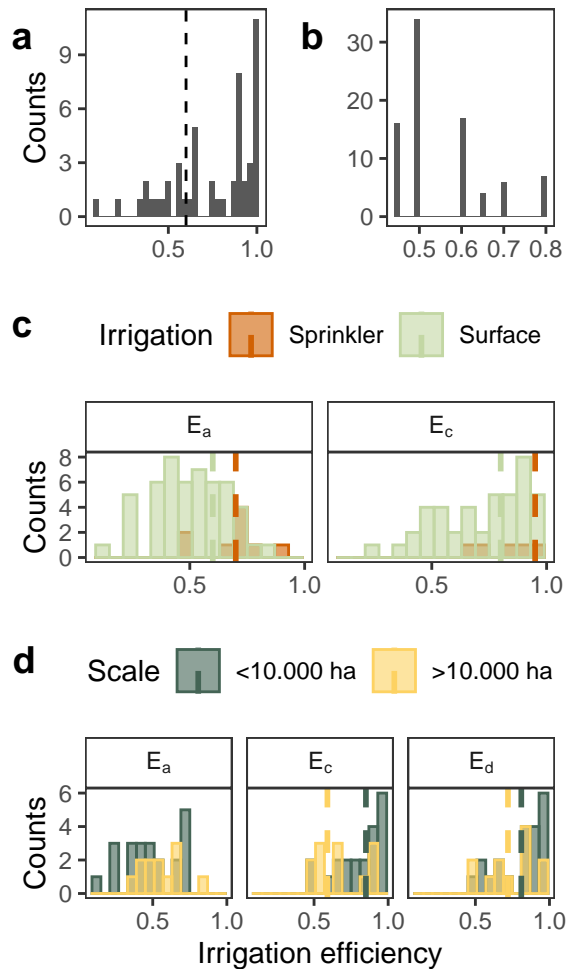 a
b
Counts
9
6
3
0
0.5 1.0
30
20
10
0
0.5 0.6 0.7 0.8
c
Irrigation Sprinkler Surface
Eₐ E꜀
Counts
8
6
4
2
0
0.5 1.0 0.5 1.0
d
Scale <10.000 ha >10.000 ha
Eₐ E꜀ E_d
Counts
6
4
2
0
0.5 1.0 0.5 1.0 0.5 1.0
Irrigation efficiency